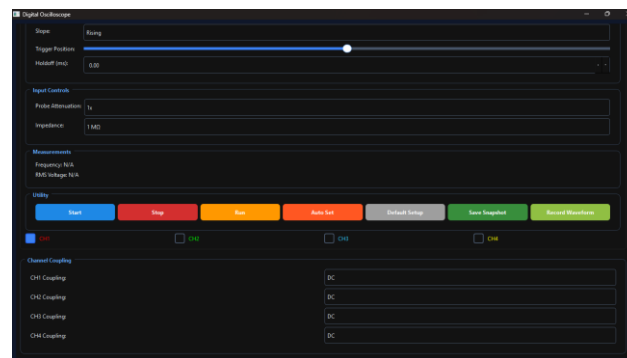 Digital Oscilloscope
Slope: Rising
Trigger Position:
Holdoff (ms): 0.00
Input Controls
Probe Attenuation: 1x
Impedance: 1 MΩ
Measurements
Frequency: N/A
RMS Voltage: N/A
Utility
Start Stop Run Auto Set Default Setup Save Snapshot Record Waveform
CH1 CH2 CH3 CH4
Channel Coupling
CH1 Coupling: DC
CH2 Coupling: DC
CH3 Coupling: DC
CH4 Coupling: DC